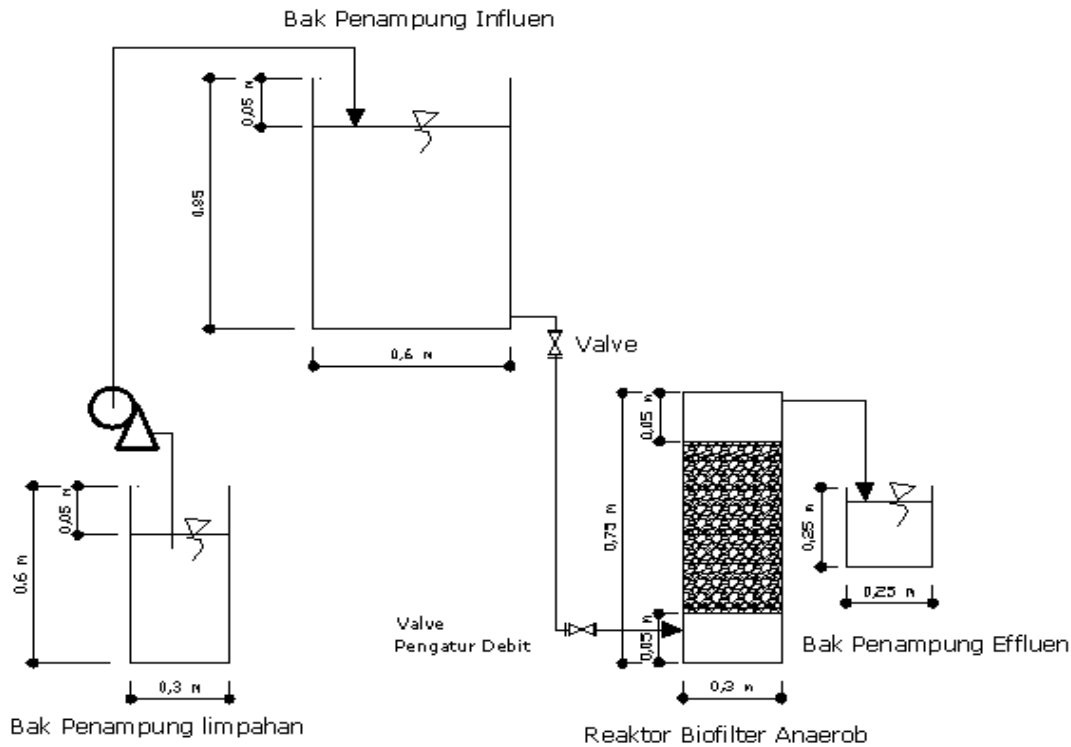 Bak Penampung Influen
0,05 m
0,85
0,6 m
Valve
0,05 m
0,6 m
0,3 m
Bak Penampung limpahan
0,05 m
0,75 m
0,05 m
0,3 m
Valve
Pengatur Debit
Reaktor Biofilter Anaerob
0,25 m
0,25 m
Bak Penampung Effluen